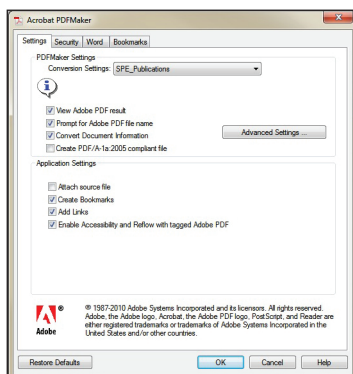 Acrobat PDFMaker
Settings Security Word Bookmarks
PDFMaker Settings
Conversion Settings: SPE_Publications
View Adobe PDF result
Prompt for Adobe PDF file name
Convert Document Information
Advanced Settings ...
Create PDF/A-1a:2005 compliant file
Application Settings
Attach source file
Create Bookmarks
Add Links
Enable Accessibility and Reflow with tagged Adobe PDF
® 1987-2010 Adobe Systems Incorporated and its licensors. All rights reserved.
Adobe, the Adobe logo, Acrobat, the Adobe PDF logo, PostScript, and Reader are
either registered trademarks or trademarks of Adobe Systems Incorporated in the
United States and/or other countries.
Adobe
Restore Defaults OK Cancel Help